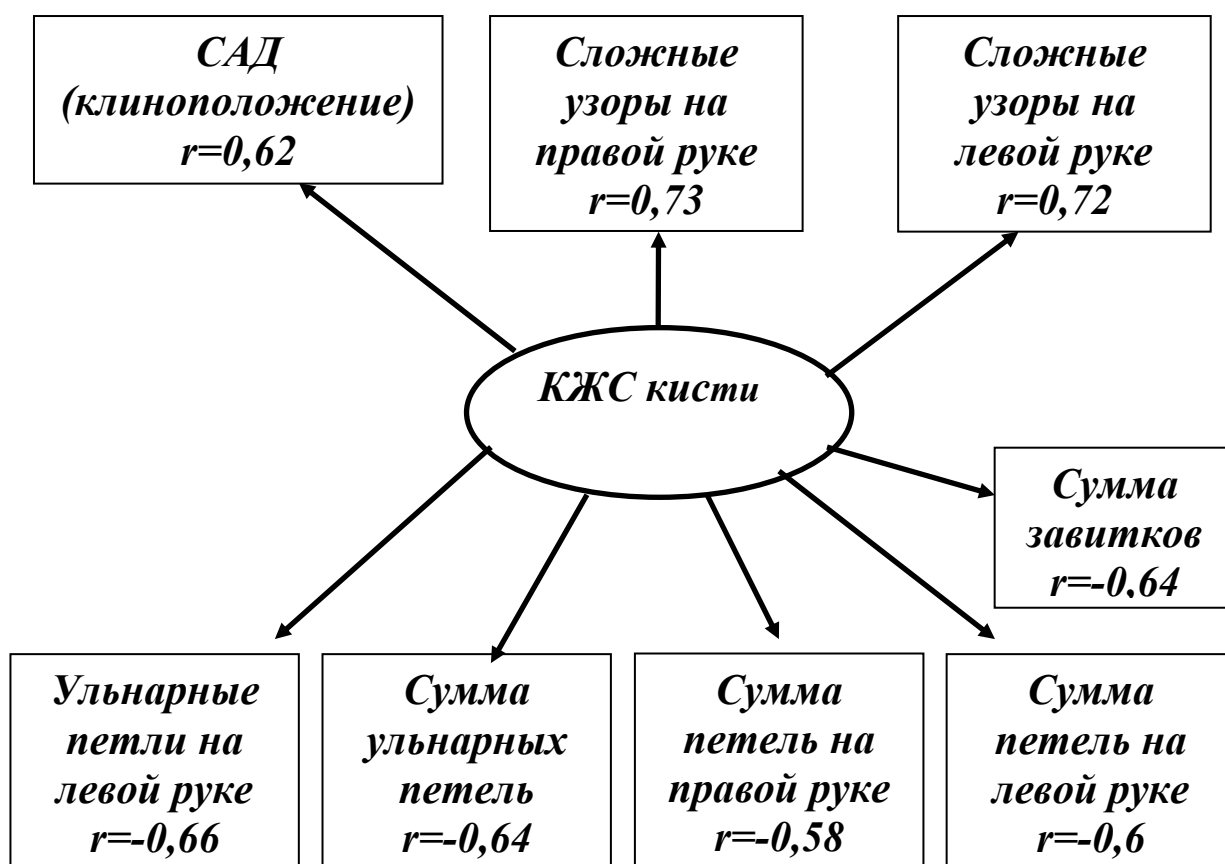 САД
(клиноположение)
r=0,62
Сложные
узоры на
правой руке
r=0,73
Сложные
узоры на
левой руке
r=0,72
КЖС кисти
Сумма
завитков
r=-0,64
Ульнарные
петли на
левой руке
r=-0,66
Сумма
ульнарных
петель
r=-0,64
Сумма
петель на
правой руке
r=-0,58
Сумма
петель на
левой руке
r=-0,6